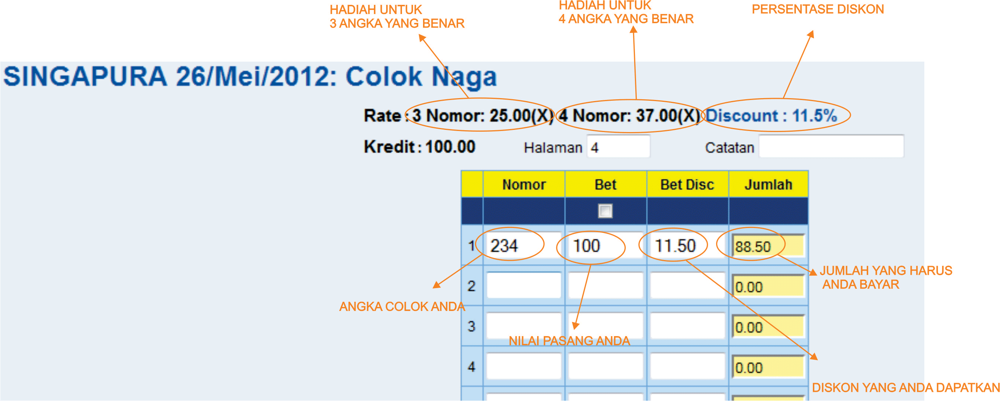 HADIAH UNTUK
3 ANGKA YANG BENAR
HADIAH UNTUK
4 ANGKA YANG BENAR
PERSENTASE DISKON
SINGAPURA 26/Mei/2012: Colok Naga
Rate : 3 Nomor: 25.00(X) 4 Nomor: 37.00(X) Discount : 11.5%
Kredit : 100.00 Halaman 4 Catatan
Nomor Bet Bet Disc Jumlah
1 234 100 11.50 88.50
JUMLAH YANG HARUS
ANDA BAYAR
2 0.00
ANGKA COLOK ANDA
3 0.00
NILAI PASANG ANDA
4 0.00
DISKON YANG ANDA DAPATKAN